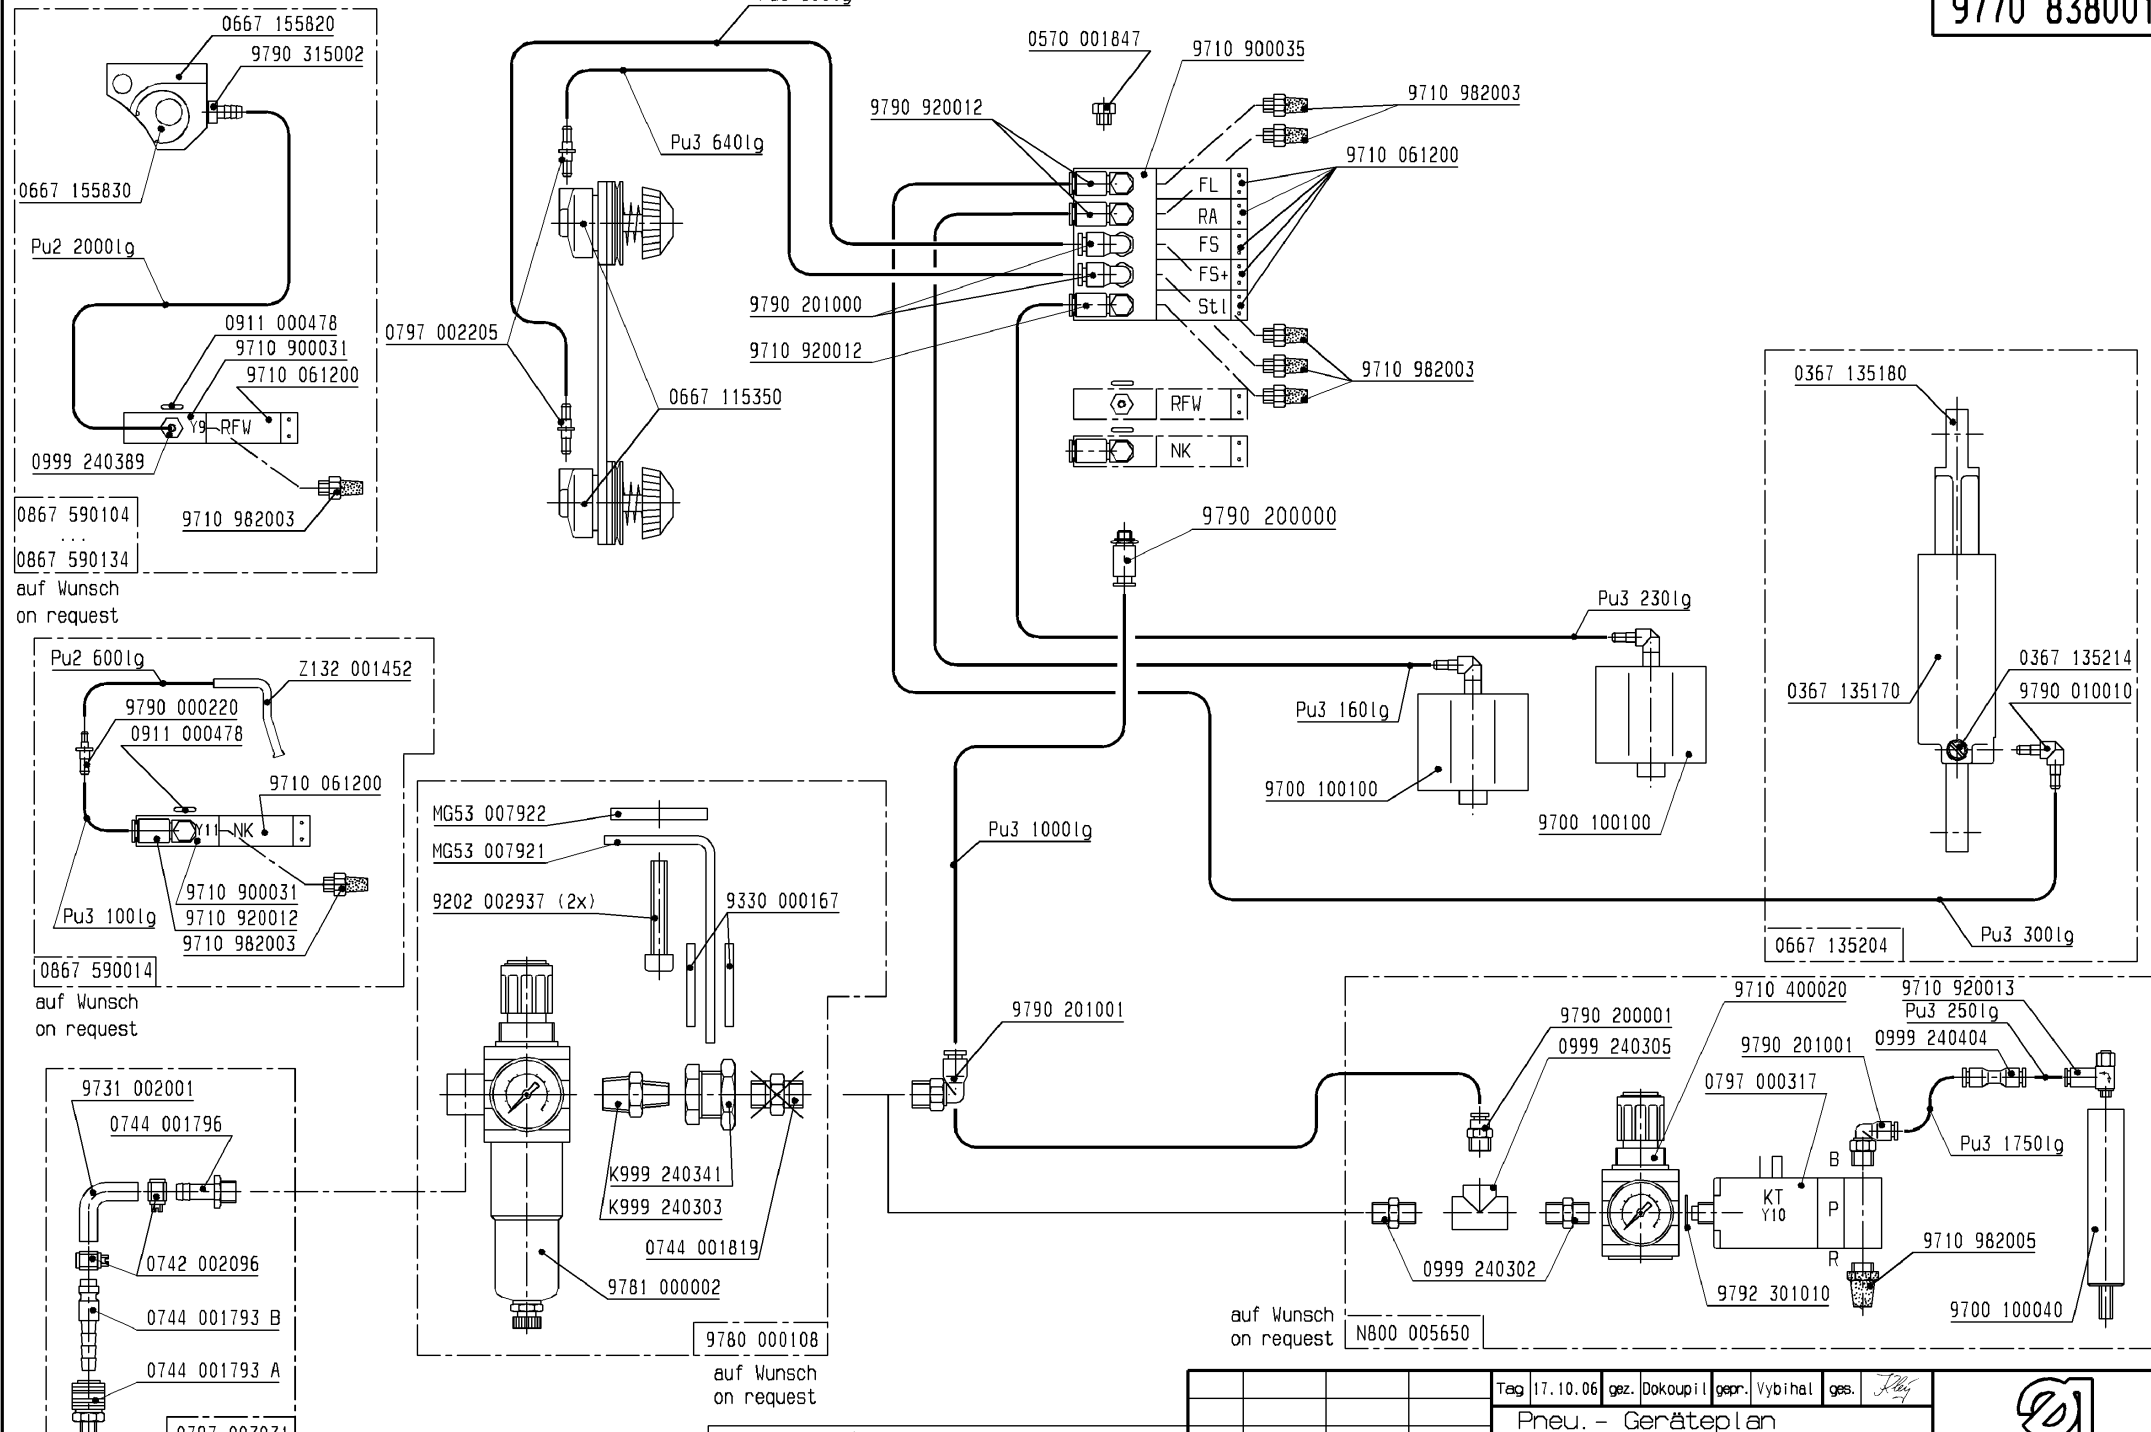 9770 838001
0667 155820
9790 315002
0667 155830
Pu2 2000lg
0911 000478
9710 900031
9710 061200
Y9
RFW
0999 240389
9710 982003
0867 590104
...
0867 590134
auf Wunsch
on request
Pu3 640lg
0797 002205
0667 115350
0570 001847
9710 900035
9790 920012
9710 982003
9710 061200
FL
RA
FS
FS+
Stl
9790 201000
9710 920012
9710 982003
RFW
NK
9790 200000
Pu3 230lg
Pu3 160lg
9700 100100
9700 100100
0367 135180
0367 135214
9790 010010
0367 135170
0667 135204
Pu3 300lg
Pu2 600lg
Z132 001452
9790 000220
0911 000478
9710 061200
Y11
NK
9710 900031
Pu3 100lg
9710 920012
9710 982003
0867 590014
auf Wunsch
on request
MG53 007922
MG53 007921
9202 002937 (2x)
9330 000167
K999 240341
K999 240303
0744 001819
9781 000002
9780 000108
auf Wunsch
on request
Pu3 1000lg
9790 201001
9731 002001
0744 001796
0742 002096
0744 001793 B
0744 001793 A
9710 400020
9710 920013
9790 200001
Pu3 250lg
0999 240305
9790 201001
0999 240404
0797 000317
Pu3 1750lg
B
KT
Y10
P
R
9710 982005
0999 240302
9792 301010
9700 100040
auf Wunsch
on request
N800 005650
Tag 17.10.06 gez. Dokoupil gepr. Vybihal ges.
Pneu.- Geräteplan